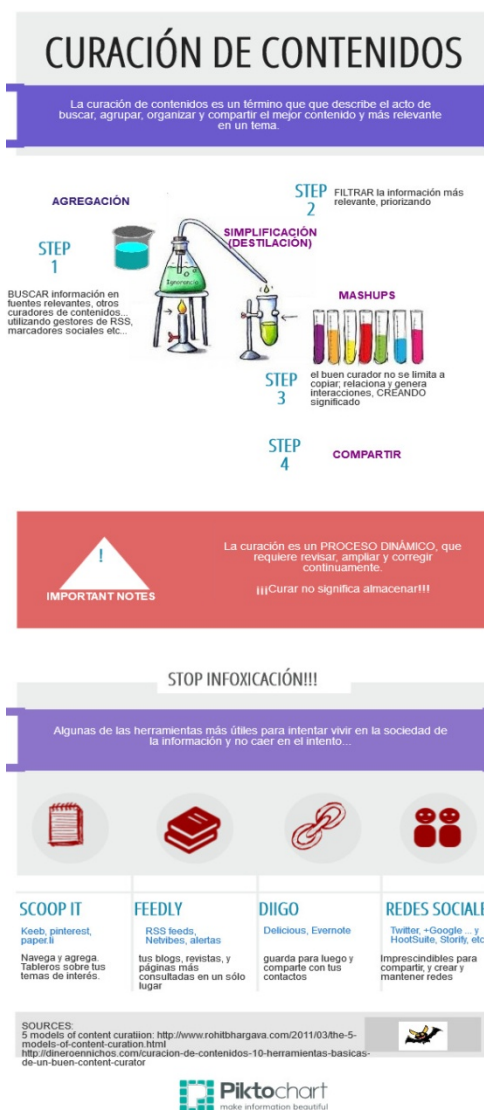 CURACIÓN DE CONTENIDOS
La curación de contenidos es un término que que describe el acto de
buscar, agrupar, organizar y compartir el mejor contenido y más relevante
en un tema.
AGREGACIÓN
STEP
1
BUSCAR información en
fuentes relevantes, otros
curadores de contenidos...
utilizando gestores de RSS,
marcadores sociales etc...
STEP
2
FILTRAR la información más
relevante, priorizando
SIMPLIFICACIÓN
(DESTILACIÓN)
Ignorancia
MASHUPS
STEP
3
el buen curador no se limita a
copiar; relaciona y genera
interacciones, CREANDO
significado
STEP
4
COMPARTIR
!
IMPORTANT NOTES
La curación es un PROCESO DINÁMICO, que
requiere revisar, ampliar y corregir
continuamente.
¡¡¡Curar no significa almacenar!!!
STOP INFOXICACIÓN!!!
Algunas de las herramientas más útiles para intentar vivir en la sociedad de
la información y no caer en el intento...
SCOOP IT
Keeb, pinterest,
paper.li
Navega y agrega.
Tableros sobre tus
temas de interés.
FEEDLY
RSS feeds,
Netvibes, alertas
tus blogs, revistas, y
páginas más
consultadas en un sólo
lugar
DIIGO
Delicious, Evernote
guarda para luego y
comparte con tus
contactos
REDES SOCIALE
Twitter, +Google ... y
HootSuite, Storify, etc
Imprescindibles para
compartir, y crear y
mantener redes
SOURCES:
5 models of content curatiion: http://www.rohitbhargava.com/2011/03/the-5-
models-of-content-curation.html
http://dineroennichos.com/curacion-de-contenidos-10-herramientas-basicas-
de-un-buen-content-curator
Piktochart
make information beautiful